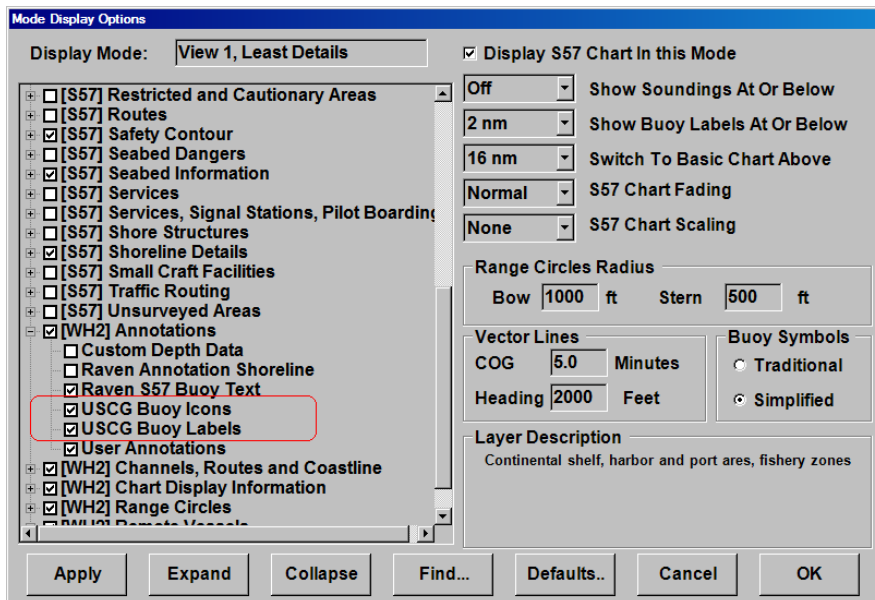 Mode Display Options
Display Mode: View 1, Least Details
[S57] Restricted and Cautionary Areas
[S57] Routes
[S57] Safety Contour
[S57] Seabed Dangers
[S57] Seabed Information
[S57] Services
[S57] Services, Signal Stations, Pilot Boarding
[S57] Shore Structures
[S57] Shoreline Details
[S57] Small Craft Facilities
[S57] Traffic Routing
[S57] Unsurveyed Areas
[WH2] Annotations
Custom Depth Data
Raven Annotation Shoreline
Raven S57 Buoy Text
USCG Buoy Icons
USCG Buoy Labels
User Annotations
[WH2] Channels, Routes and Coastline
[WH2] Chart Display Information
[WH2] Range Circles
[WH2] Remote Vessels
Display S57 Chart In this Mode
Off Show Soundings At Or Below
2 nm Show Buoy Labels At Or Below
16 nm Switch To Basic Chart Above
Normal S57 Chart Fading
None S57 Chart Scaling
Range Circles Radius
Bow 1000 ft Stern 500 ft
Vector Lines
COG 5.0 Minutes
Heading 2000 Feet
Buoy Symbols
Traditional
Simplified
Layer Description
Continental shelf, harbor and port ares, fishery zones
Apply Expand Collapse Find... Defaults.. Cancel OK